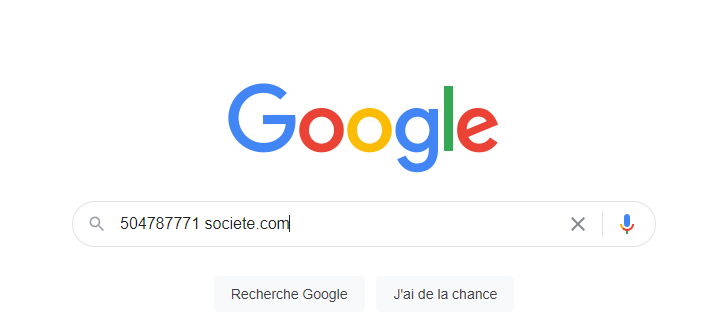 Google
504787771 societe.com
Recherche Google
J'ai de la chance